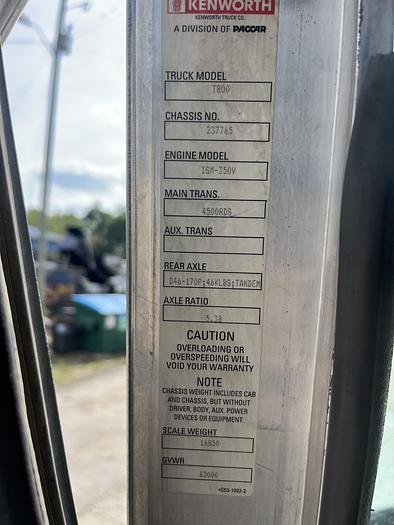 KENWORTH
KENWORTH TRUCK CO.
A DIVISION OF PACCAR
TRUCK MODEL
T800
CHASSIS NO.
237765
ENGINE MODEL
ISM-350V
MAIN TRANS.
4500RDS
AUX. TRANS
REAR AXLE
D46-170P;46KLBS;TANDEM
AXLE RATIO
5.38
CAUTION
OVERLOADING OR
OVERSPEEDING WILL
VOID YOUR WARRANTY
NOTE
CHASSIS WEIGHT INCLUDES CAB
AND CHASSIS, BUT WITHOUT
DRIVER, BODY, AUX. POWER
DEVICES OR EQUIPMENT
SCALE WEIGHT
16850
GVWR
62000
•G53-1002-2